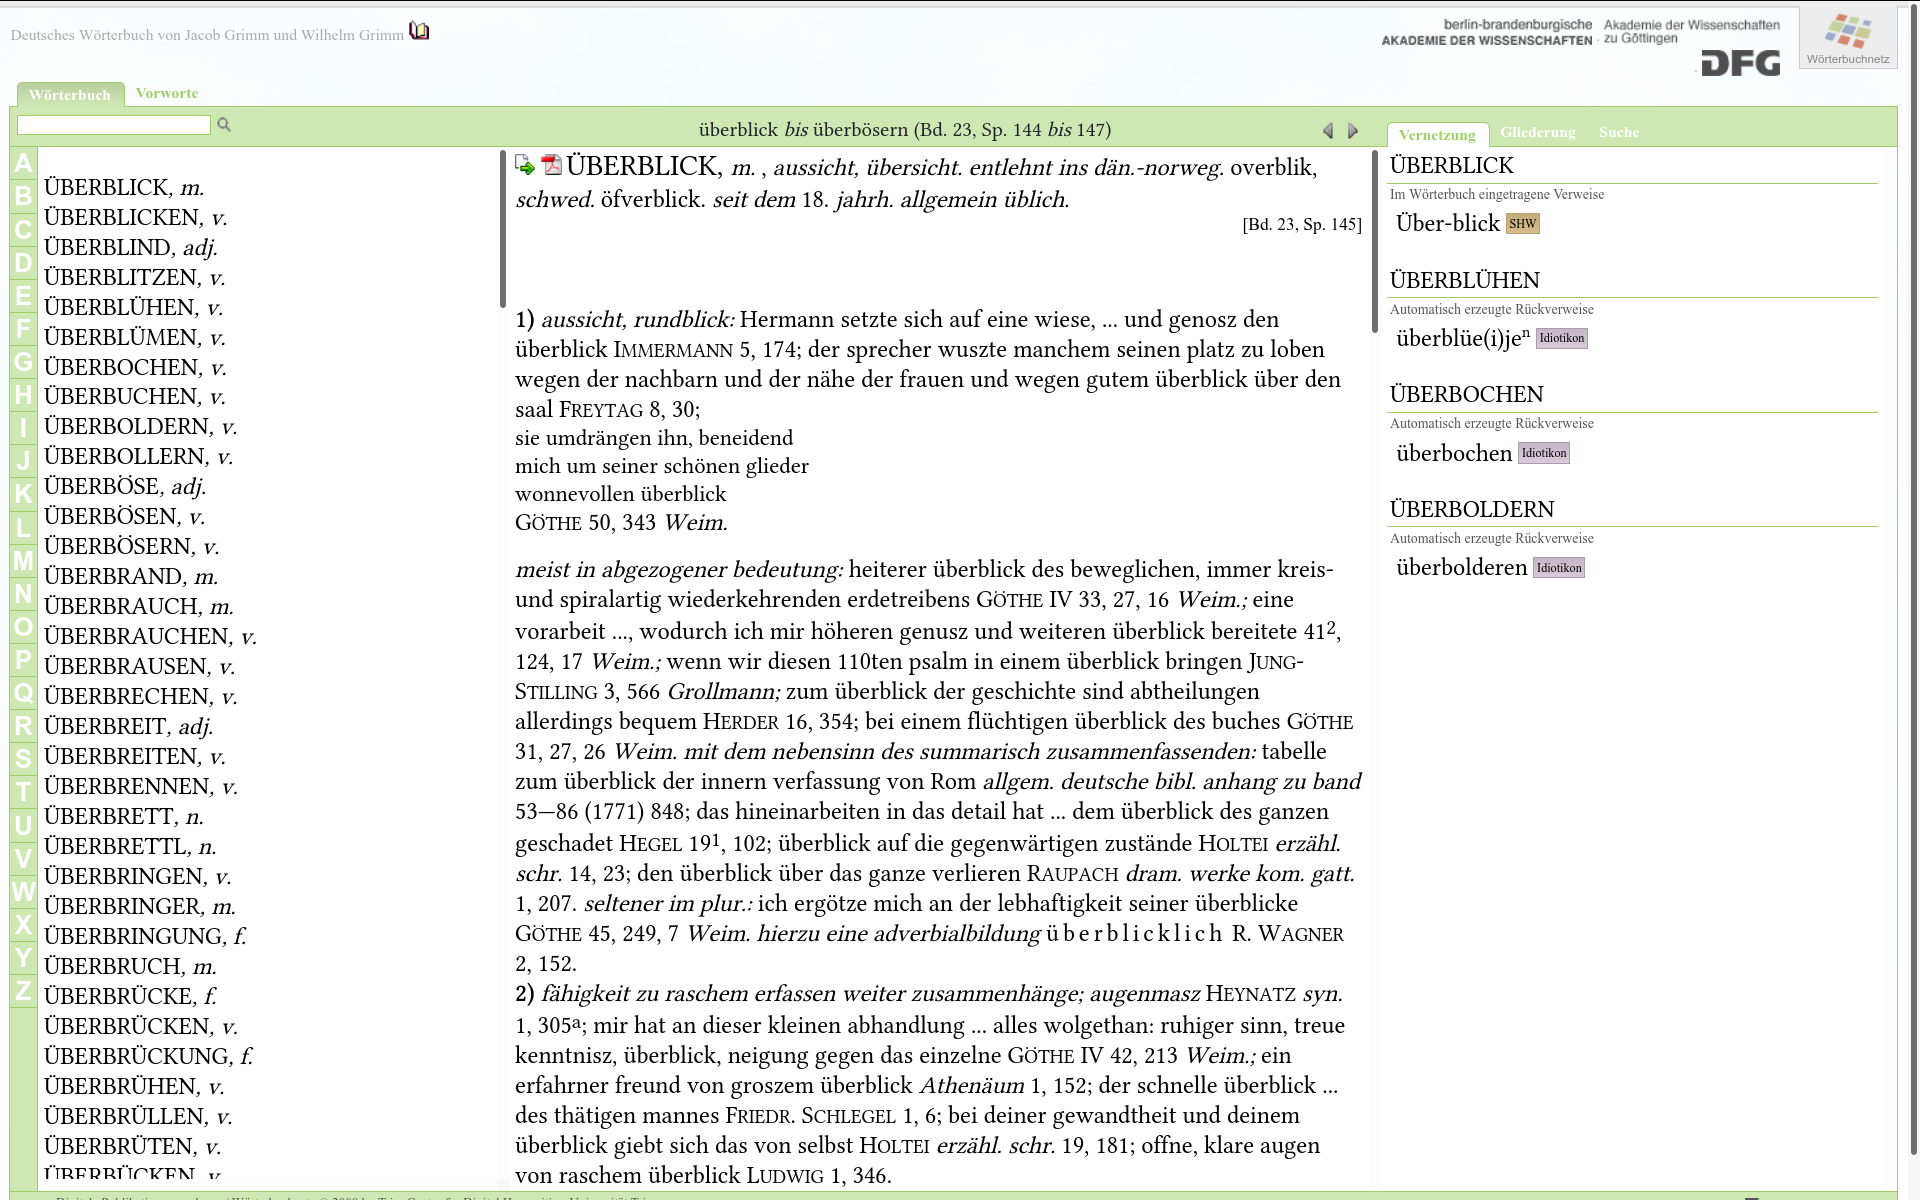 Deutsches Wörterbuch von Jacob Grimm und Wilhelm Grimm
berlin-brandenburgische
AKADEMIE DER WISSENSCHAFTEN
Akademie der Wissenschaften
zu Göttingen
DFG
Wörterbuchnetz
Wörterbuch
Vorworte
überblick bis überbösern (Bd. 23, Sp. 144 bis 147)
Vernetzung
Gliederung
Suche
A
B
C
D
E
F
G
H
I
J
K
L
M
N
O
P
Q
R
S
T
U
V
W
X
Y
Z
ÜBERBLICK, m.
ÜBERBLICKEN, v.
ÜBERBLIND, adj.
ÜBERBLITZEN, v.
ÜBERBLÜHEN, v.
ÜBERBLÜMEN, v.
ÜBERBOCHEN, v.
ÜBERBUCHEN, v.
ÜBERBOLDERN, v.
ÜBERBOLLERN, v.
ÜBERBÖSE, adj.
ÜBERBÖSEN, v.
ÜBERBÖSERN, v.
ÜBERBRAND, m.
ÜBERBRAUCH, m.
ÜBERBRAUCHEN, v.
ÜBERBRAUSEN, v.
ÜBERBRECHEN, v.
ÜBERBREIT, adj.
ÜBERBREITEN, v.
ÜBERBRENNEN, v.
ÜBERBRETT, n.
ÜBERBRETTL, n.
ÜBERBRINGEN, v.
ÜBERBRINGER, m.
ÜBERBRINGUNG, f.
ÜBERBRUCH, m.
ÜBERBRÜCKE, f.
ÜBERBRÜCKEN, v.
ÜBERBRÜCKUNG, f.
ÜBERBRÜHEN, v.
ÜBERBRÜLLEN, v.
ÜBERBRÜTEN, v.
ÜBERBÜCKEN, v.
ÜBERBLICK, m. , aussicht, übersicht. entlehnt ins dän.-norweg. overblik,
schwed. öfverblick. seit dem 18. jahrh. allgemein üblich.
[Bd. 23, Sp. 145]
1) aussicht, rundblick: Hermann setzte sich auf eine wiese, ... und genosz den
überblick IMMERMANN 5, 174; der sprecher wuszte manchem seinen platz zu loben
wegen der nachbarn und der nähe der frauen und wegen gutem überblick über den
saal FREYTAG 8, 30;
sie umdrängen ihn, beneidend
mich um seiner schönen glieder
wonnevollen überblick
GÖTHE 50, 343 Weim.
meist in abgezogener bedeutung: heiterer überblick des beweglichen, immer kreis-
und spiralartig wiederkehrenden erdetreibens GÖTHE IV 33, 27, 16 Weim.; eine
vorarbeit ..., wodurch ich mir höheren genusz und weiteren überblick bereitete 41², 
124, 17 Weim.; wenn wir diesen 110ten psalm in einem überblick bringen JUNG-
STILLING 3, 566 Grollmann; zum überblick der geschichte sind abtheilungen
allerdings bequem HERDER 16, 354; bei einem flüchtigen überblick des buches GÖTHE
31, 27, 26 Weim. mit dem nebensinn des summarisch zusammenfassenden: tabelle
zum überblick der innern verfassung von Rom allgem. deutsche bibl. anhang zu band
53—86 (1771) 848; das hineinarbeiten in das detail hat ... dem überblick des ganzen
geschadet HEGEL 19¹, 102; überblick auf die gegenwärtigen zustände HOLTEI erzähl.
schr. 14, 23; den überblick über das ganze verlieren RAUPACH dram. werke kom. gatt.
1, 207. seltener im plur.: ich ergötze mich an der lebhaftigkeit seiner überblicke
GÖTHE 45, 249, 7 Weim. hierzu eine adverbialbildung überblicklich R. WAGNER
2, 152.
2) fähigkeit zu raschem erfassen weiter zusammenhänge; augenmasz HEYNATZ syn.
1, 305ª; mir hat an dieser kleinen abhandlung ... alles wolgethan: ruhiger sinn, treue
kenntnisz, überblick, neigung gegen das einzelne GÖTHE IV 42, 213 Weim.; ein
erfahrner freund von groszem überblick Athenäum 1, 152; der schnelle überblick ...
des thätigen mannes FRIEDR. SCHLEGEL 1, 6; bei deiner gewandtheit und deinem
überblick giebt sich das von selbst HOLTEI erzähl. schr. 19, 181; offne, klare augen
von raschem überblick LUDWIG 1, 346.
ÜBERBLICK
Im Wörterbuch eingetragene Verweise
Über-blick SHW
ÜBERBLÜHEN
Automatisch erzeugte Rückverweise
überblüe(i)jeⁿ Idiotikon
ÜBERBOCHEN
Automatisch erzeugte Rückverweise
überbochen Idiotikon
ÜBERBOLDERN
Automatisch erzeugte Rückverweise
überbolderen Idiotikon